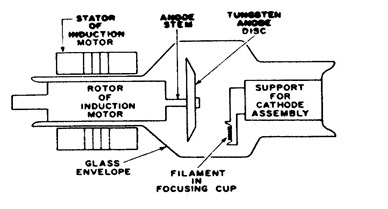 STATOR
OF
INDUCTION
MOTOR
ANODE
STEM
TUNGSTEN
ANODE
DISC
ROTOR
OF
INDUCTION
MOTOR
SUPPORT
FOR
CATHODE
ASSEMBLY
GLASS
ENVELOPE
FILAMENT
IN
FOCUSING CUP